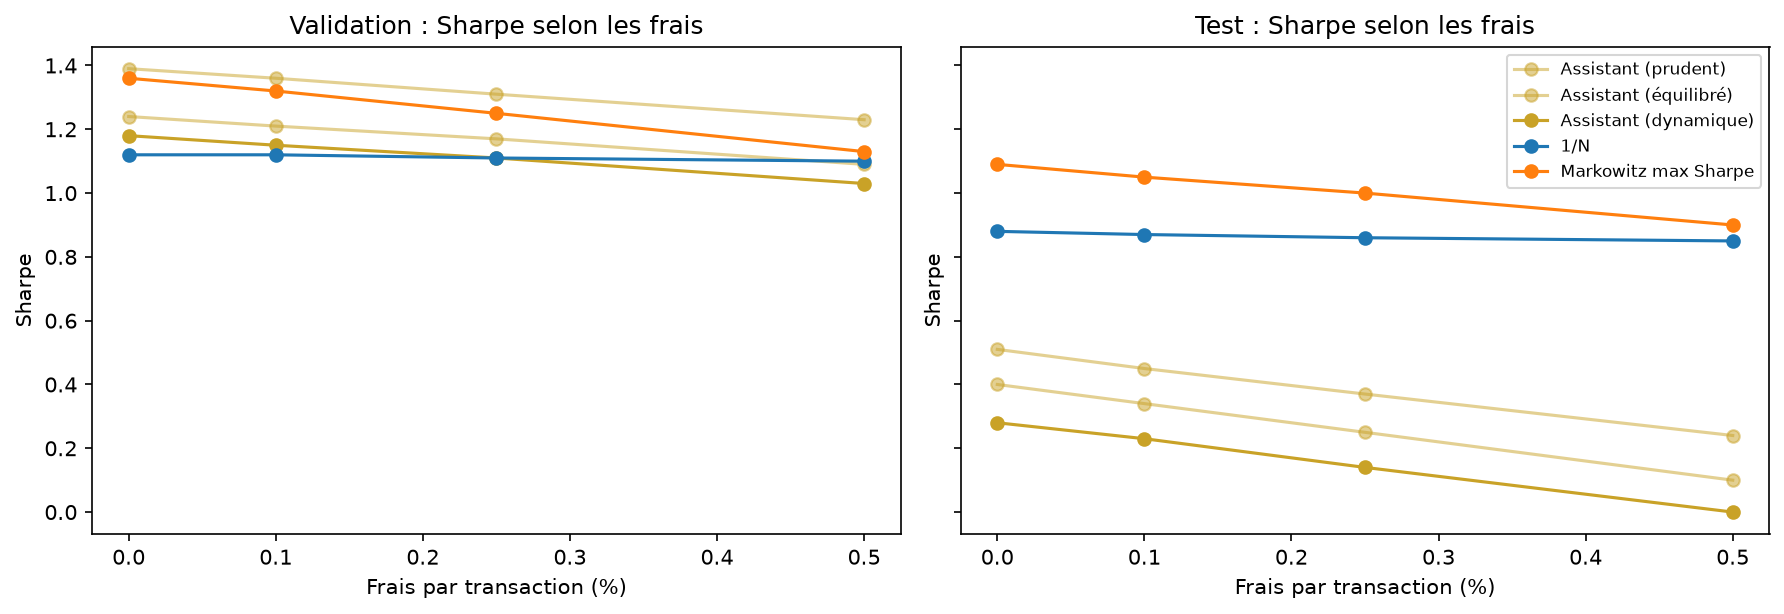 Validation : Sharpe selon les frais
Sharpe
1.4
1.2
1.0
0.8
0.6
0.4
0.2
0.0
0.0 0.1 0.2 0.3 0.4 0.5
Frais par transaction (%)
Test : Sharpe selon les frais
Sharpe
Assistant (prudent)
Assistant (équilibré)
Assistant (dynamique)
1/N
Markowitz max Sharpe
0.0 0.1 0.2 0.3 0.4 0.5
Frais par transaction (%)